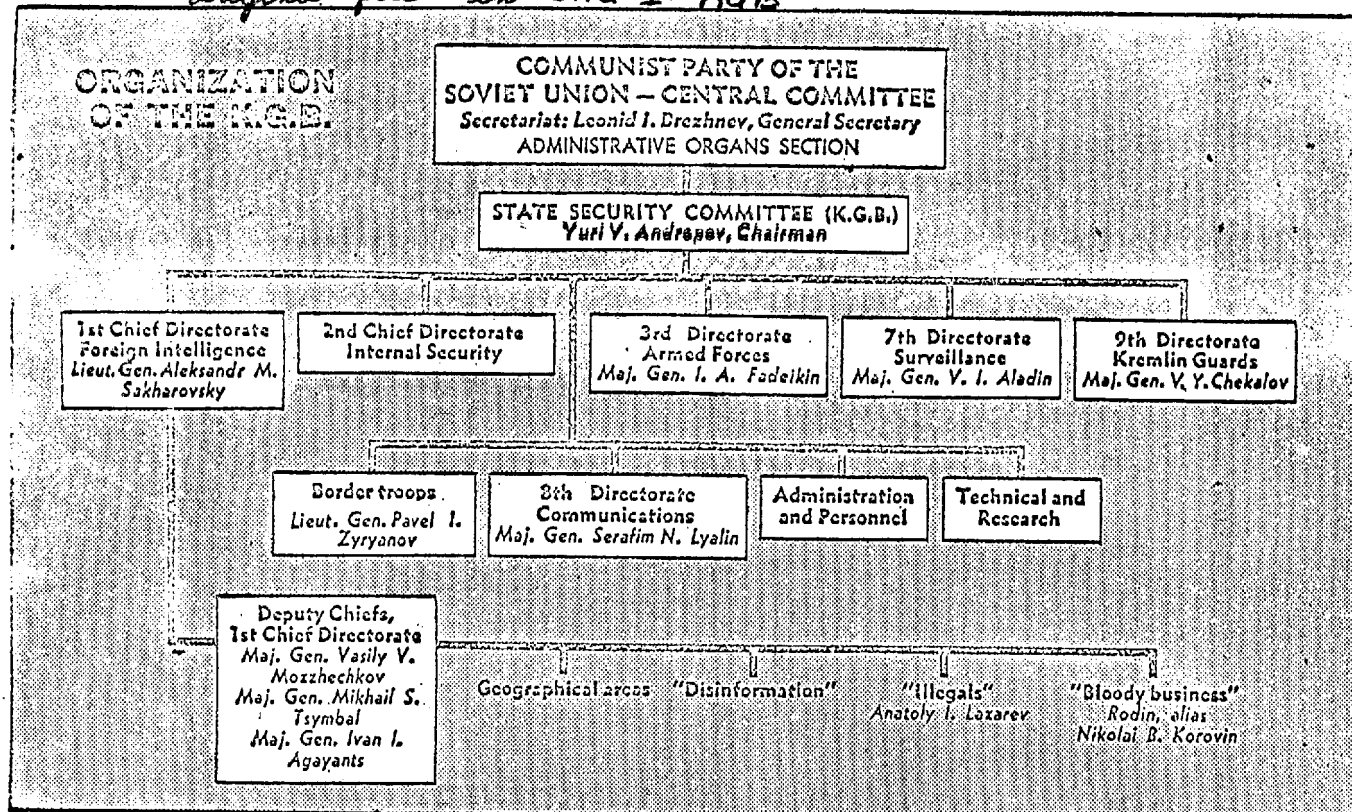 ORGANIZATION
OF THE K.G.B.
COMMUNIST PARTY OF THE
SOVIET UNION – CENTRAL COMMITTEE
Secretariat: Leonid I. Brezhnev, General Secretary
ADMINISTRATIVE ORGANS SECTION
STATE SECURITY COMMITTEE (K.G.B.)
Yuri V. Andropov, Chairman
1st Chief Directorate
Foreign Intelligence
Lieut. Gen. Aleksandr M.
Sakharovsky
2nd Chief Directorate
Internal Security
3rd Directorate
Armed Forces
Maj. Gen. I. A. Fadeikin
7th Directorate
Surveillance
Maj. Gen. V. I. Aladin
9th Directorate
Kremlin Guards
Maj. Gen. V. Y. Chekalov
Border troops
Lieut. Gen. Pavel I.
Zyryanov
8th Directorate
Communications
Maj. Gen. Serafim N. Lyalin
Administration
and Personnel
Technical and
Research
Deputy Chiefs,
1st Chief Directorate
Maj. Gen. Vasily V.
Mozzhechkov
Maj. Gen. Mikhail S.
Tsymbal
Maj. Gen. Ivan I.
Agayants
Geographical areas
"Disinformation"
"Illegals"
Anatoly I. Lazarev
"Bloody business"
Rodin, alias
Nikolai B. Korovin